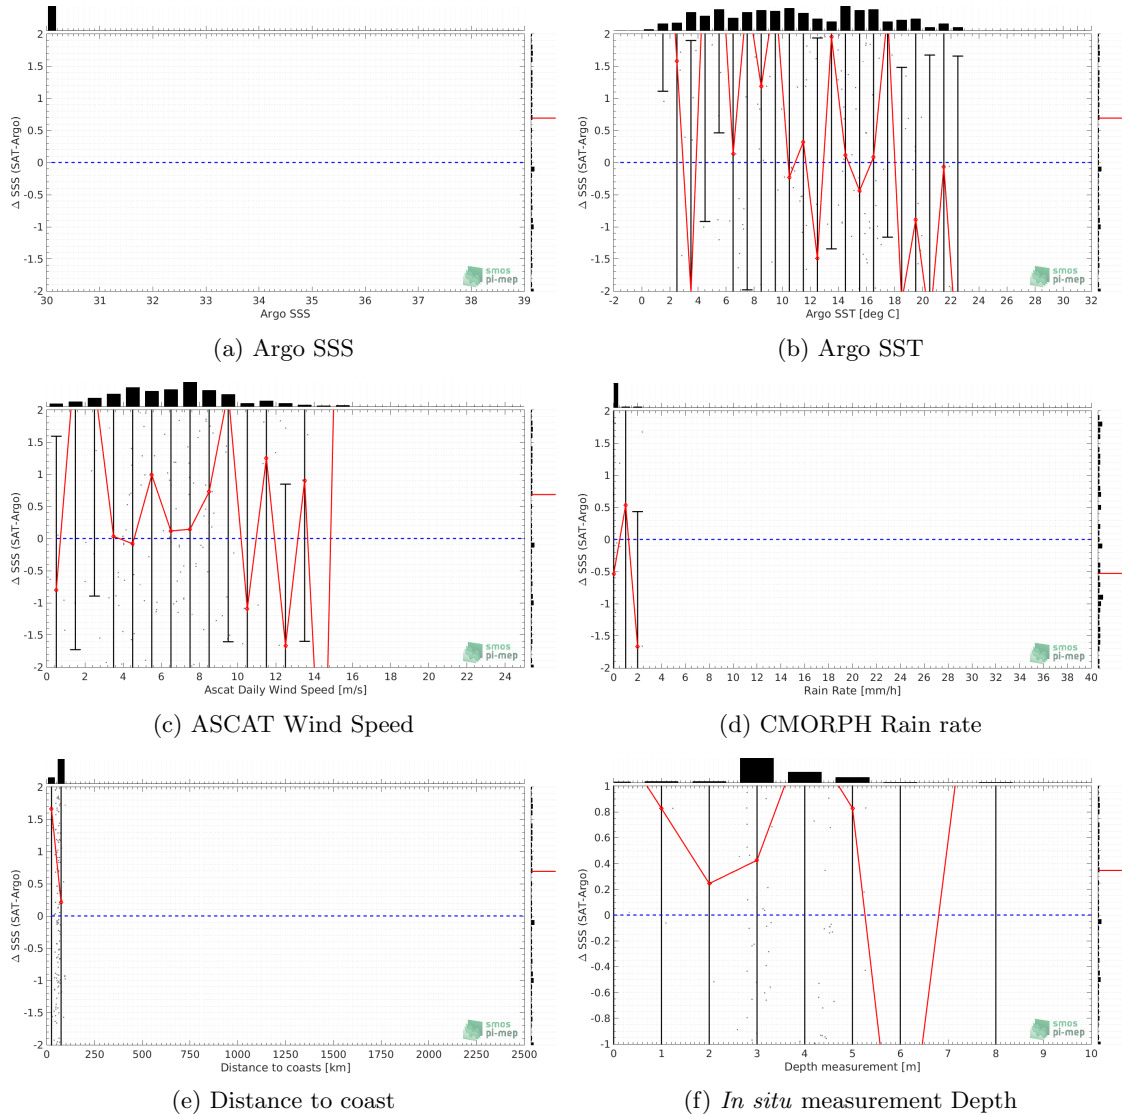 2
1.5
1
0.5
0
-0.5
-1
-1.5
-2
Δ SSS (SAT-Argo)
30 31 32 33 34 35 36 37 38 39
Argo SSS
smos
pi-mep
(a) Argo SSS
2
1.5
1
0.5
0
-0.5
-1
-1.5
-2
Δ SSS (SAT-Argo)
-2 0 2 4 6 8 10 12 14 16 18 20 22 24 26 28 30 32
Argo SST [deg C]
smos
pi-mep
(b) Argo SST
2
1.5
1
0.5
0
-0.5
-1
-1.5
-2
Δ SSS (SAT-Argo)
0 2 4 6 8 10 12 14 16 18 20 22 24
Ascat Daily Wind Speed [m/s]
smos
pi-mep
(c) ASCAT Wind Speed
2
1.5
1
0.5
0
-0.5
-1
-1.5
-2
Δ SSS (SAT-Argo)
0 2 4 6 8 10 12 14 16 18 20 22 24 26 28 30 32 34 36 38 40
Rain Rate [mm/h]
smos
pi-mep
(d) CMORPH Rain rate
2
1.5
1
0.5
0
-0.5
-1
-1.5
-2
Δ SSS (SAT-Argo)
0 250 500 750 1000 1250 1500 1750 2000 2250 2500
Distance to coasts [km]
smos
pi-mep
(e) Distance to coast
1
0.8
0.6
0.4
0.2
0
-0.2
-0.4
-0.6
-0.8
-1
Δ SSS (SAT-Argo)
0 1 2 3 4 5 6 7 8 9 10
Depth measurement [m]
smos
pi-mep
(f) In situ measurement Depth